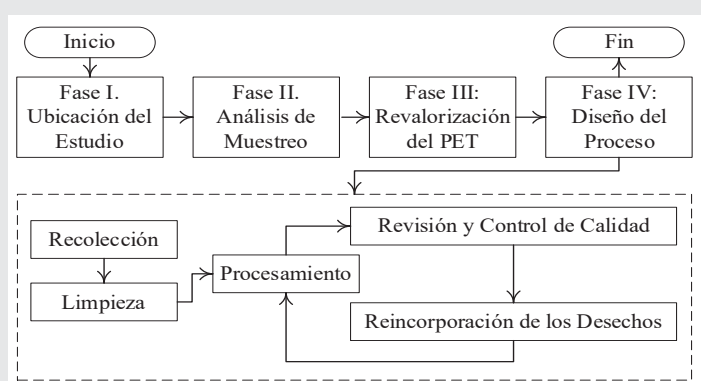 Inicio
Fin
Fase I.
Ubicación del
Estudio
Fase II.
Análisis de
Muestreo
Fase III:
Revalorización
del PET
Fase IV:
Diseño del
Proceso
Recolección
Limpieza
Procesamiento
Revisión y Control de Calidad
Reincorporación de los Desechos